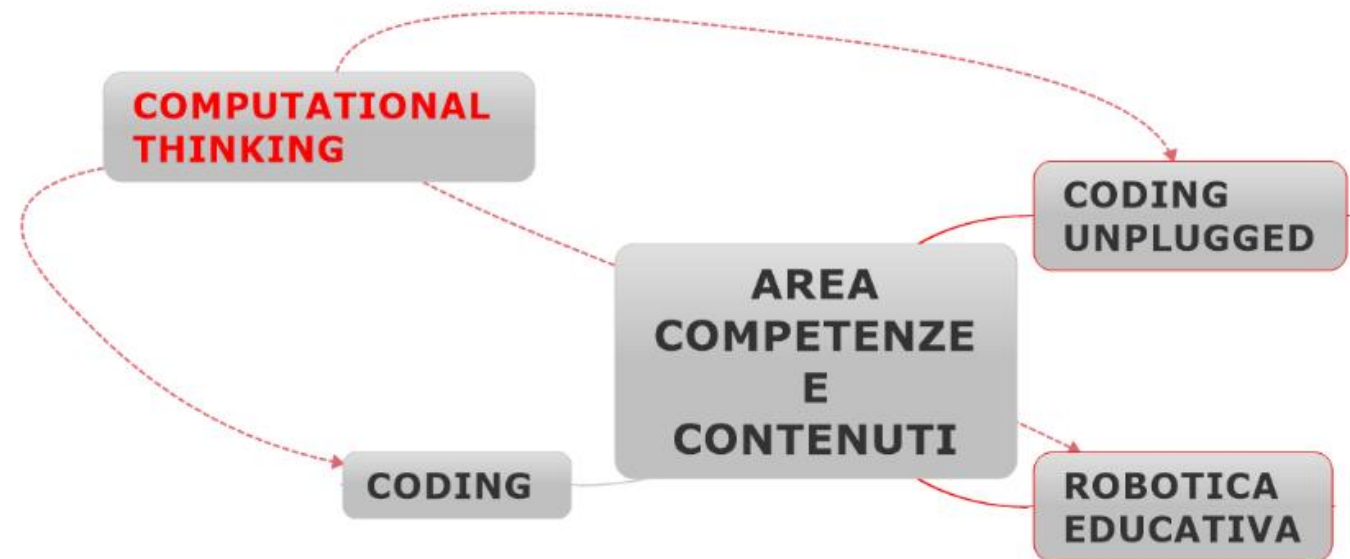 COMPUTATIONAL
THINKING
CODING
UNPLUGGED
AREA
COMPETENZE
E
CONTENUTI
CODING
ROBOTICA
EDUCATIVA